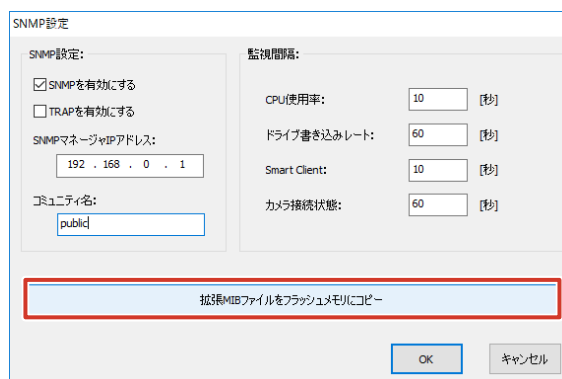 SNMP設定
SNMP設定:
SNMPを有効にする
TRAPを有効にする
SNMPマネージャIPアドレス:
192 . 168 . 0 . 1
コミュニティ名:
public
監視間隔:
CPU使用率: 10 [秒]
ドライブ書き込みレート: 60 [秒]
Smart Client: 10 [秒]
カメラ接続状態: 60 [秒]
拡張MIBファイルをフラッシュメモリにコピー
OK キャンセル